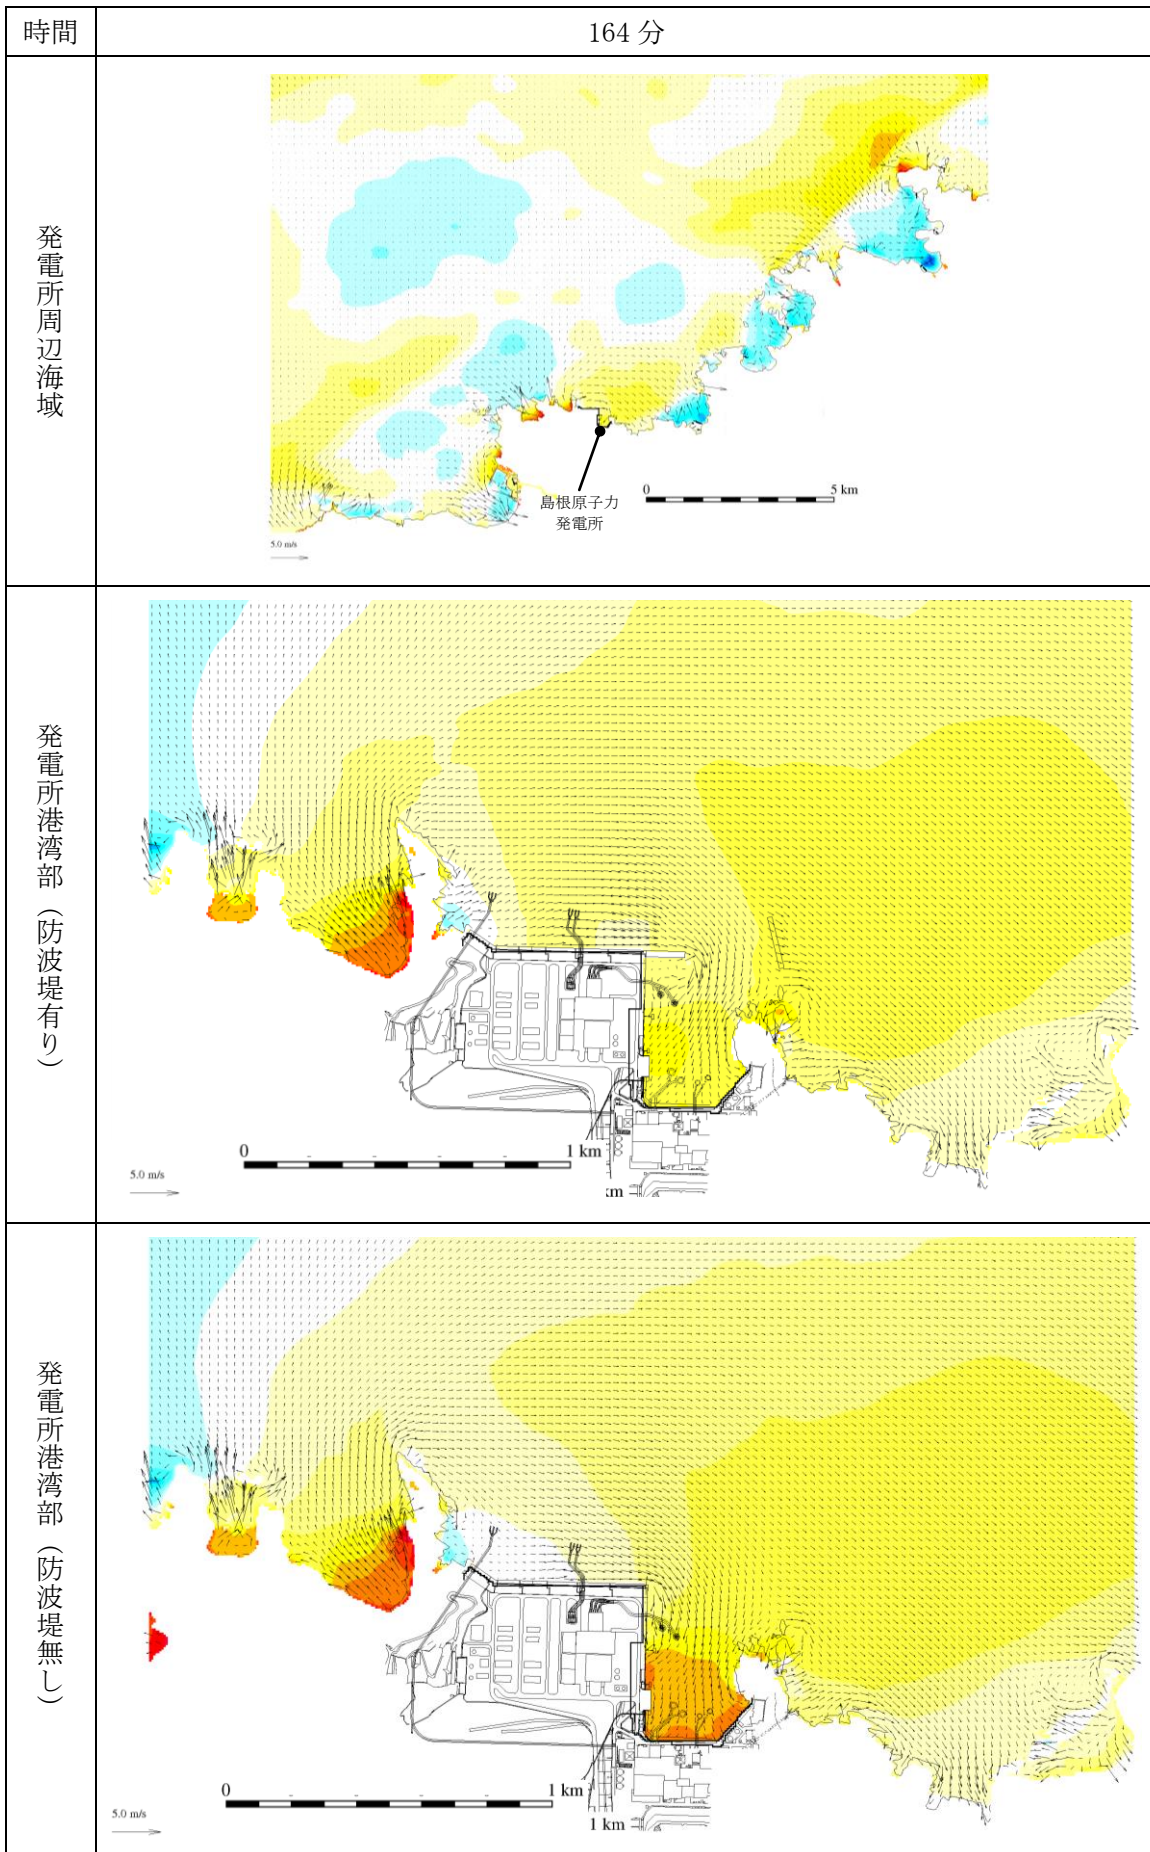 時間
164 分
発電所周辺海域
島根原子力
発電所
0
5 km
5.0 m/s
発電所港湾部（防波堤有り）
0
1 km
5.0 m/s
km
発電所港湾部（防波堤無し）
0
1 km
5.0 m/s
1 km